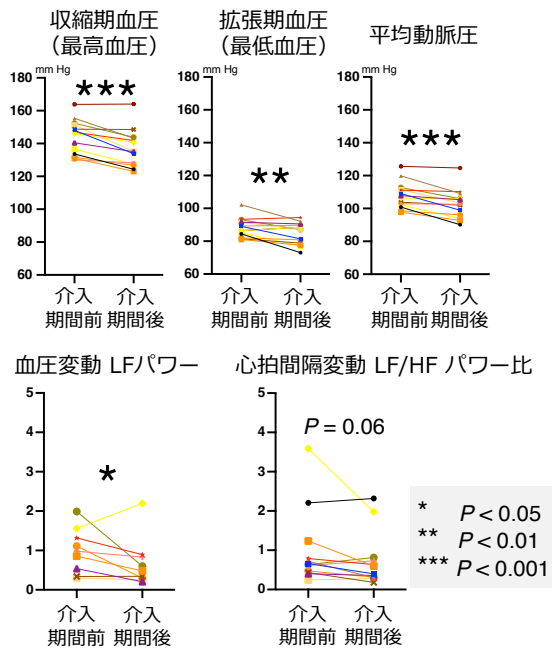 収縮期血圧
(最高血圧)
mm Hg
180
160
140
120
100
80
60
***
介入
期間前
介入
期間後
拡張期血圧
(最低血圧)
mm Hg
180
160
140
120
100
80
60
**
介入
期間前
介入
期間後
平均動脈圧
mm Hg
180
160
140
120
100
80
60
***
介入
期間前
介入
期間後
血圧変動 LFパワー
5
4
3
2
1
0
*
介入
期間前
介入
期間後
心拍間隔変動 LF/HF パワー比
5
4
3
2
1
0
P = 0.06
介入
期間前
介入
期間後
* P < 0.05
** P < 0.01
*** P < 0.001